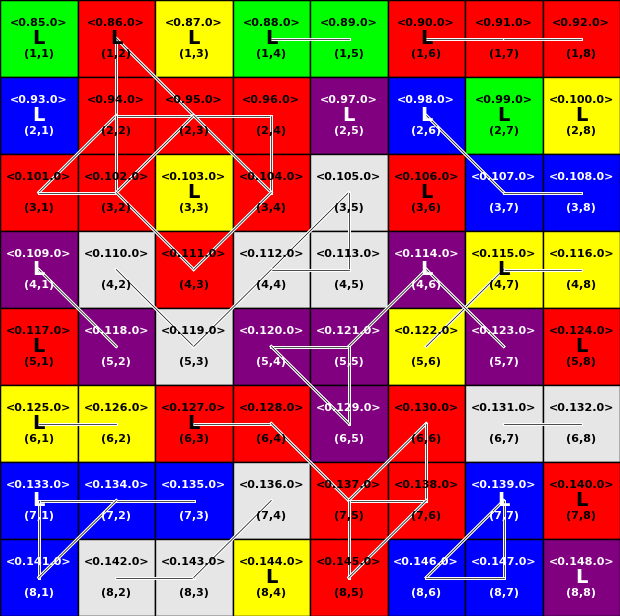 <0.85.0> <0.86.0> <0.87.0> <0.88.0> <0.89.0> <0.90.0> <0.91.0> <0.92.0>
L L L L L
(1,1) (1,2) (1,3) (1,4) (1,5) (1,6) (1,7) (1,8)
<0.93.0> <0.94.0> <0.95.0> <0.96.0> <0.97.0> <0.98.0> <0.99.0> <0.100.0>
L L L L L
(2,1) (2,2) (2,3) (2,4) (2,5) (2,6) (2,7) (2,8)
<0.101.0> <0.102.0> <0.103.0> <0.104.0> <0.105.0> <0.106.0> <0.107.0> <0.108.0>
L L
(3,1) (3,2) (3,3) (3,4) (3,5) (3,6) (3,7) (3,8)
<0.109.0> <0.110.0> <0.111.0> <0.112.0> <0.113.0> <0.114.0> <0.115.0> <0.116.0>
L L L
(4,1) (4,2) (4,3) (4,4) (4,5) (4,6) (4,7) (4,8)
<0.117.0> <0.118.0> <0.119.0> <0.120.0> <0.121.0> <0.122.0> <0.123.0> <0.124.0>
L L
(5,1) (5,2) (5,3) (5,4) (5,5) (5,6) (5,7) (5,8)
<0.125.0> <0.126.0> <0.127.0> <0.128.0> <0.129.0> <0.130.0> <0.131.0> <0.132.0>
L L
(6,1) (6,2) (6,3) (6,4) (6,5) (6,6) (6,7) (6,8)
<0.133.0> <0.134.0> <0.135.0> <0.136.0> <0.137.0> <0.138.0> <0.139.0> <0.140.0>
L L L
(7,1) (7,2) (7,3) (7,4) (7,5) (7,6) (7,7) (7,8)
<0.141.0> <0.142.0> <0.143.0> <0.144.0> <0.145.0> <0.146.0> <0.147.0> <0.148.0>
L L
(8,1) (8,2) (8,3) (8,4) (8,5) (8,6) (8,7) (8,8)